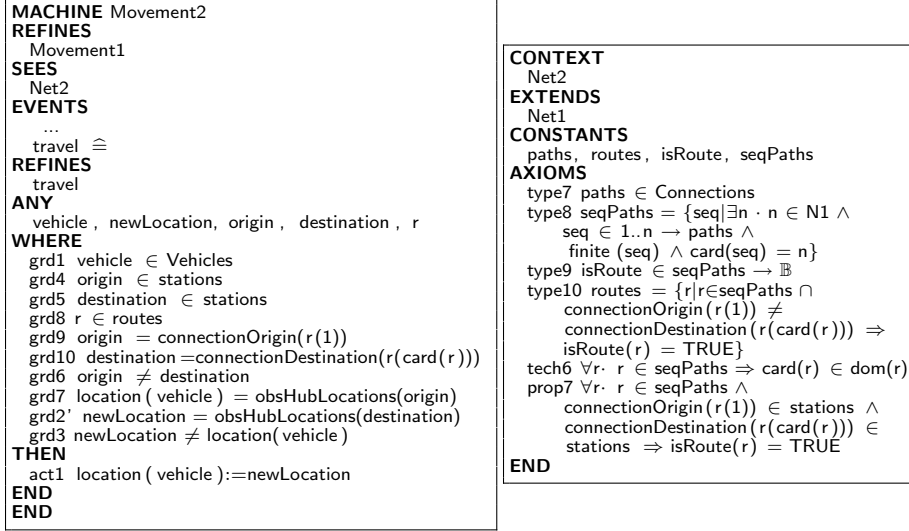 MACHINE Movement2
REFINES
Movement1
SEES
Net2
EVENTS
...
travel ≙
REFINES
travel
ANY
vehicle , newLocation, origin , destination , r
WHERE
grd1 vehicle ∈ Vehicles
grd4 origin ∈ stations
grd5 destination ∈ stations
grd8 r ∈ routes
grd9 origin = connectionOrigin(r(1))
grd10 destination =connectionDestination(r(card(r)))
grd6 origin ≠ destination
grd7 location ( vehicle ) = obsHubLocations(origin)
grd2' newLocation = obsHubLocations(destination)
grd3 newLocation ≠ location( vehicle )
THEN
act1 location ( vehicle ):=newLocation
END
END
CONTEXT
Net2
EXTENDS
Net1
CONSTANTS
paths, routes, isRoute, seqPaths
AXIOMS
type7 paths ∈ Connections
type8 seqPaths = {seq|∃n · n ∈ N1 ∧
seq ∈ 1..n → paths ∧
finite (seq) ∧ card(seq) = n}
type9 isRoute ∈ seqPaths → 𝔹
type10 routes = {r|r∈seqPaths ∩
connectionOrigin(r(1)) ≠
connectionDestination(r(card(r))) ⇒
isRoute(r) = TRUE}
tech6 ∀r· r ∈ seqPaths ⇒ card(r) ∈ dom(r)
prop7 ∀r· r ∈ seqPaths ∧
connectionOrigin(r(1)) ∈ stations ∧
connectionDestination(r(card(r))) ∈
stations ⇒ isRoute(r) = TRUE
END